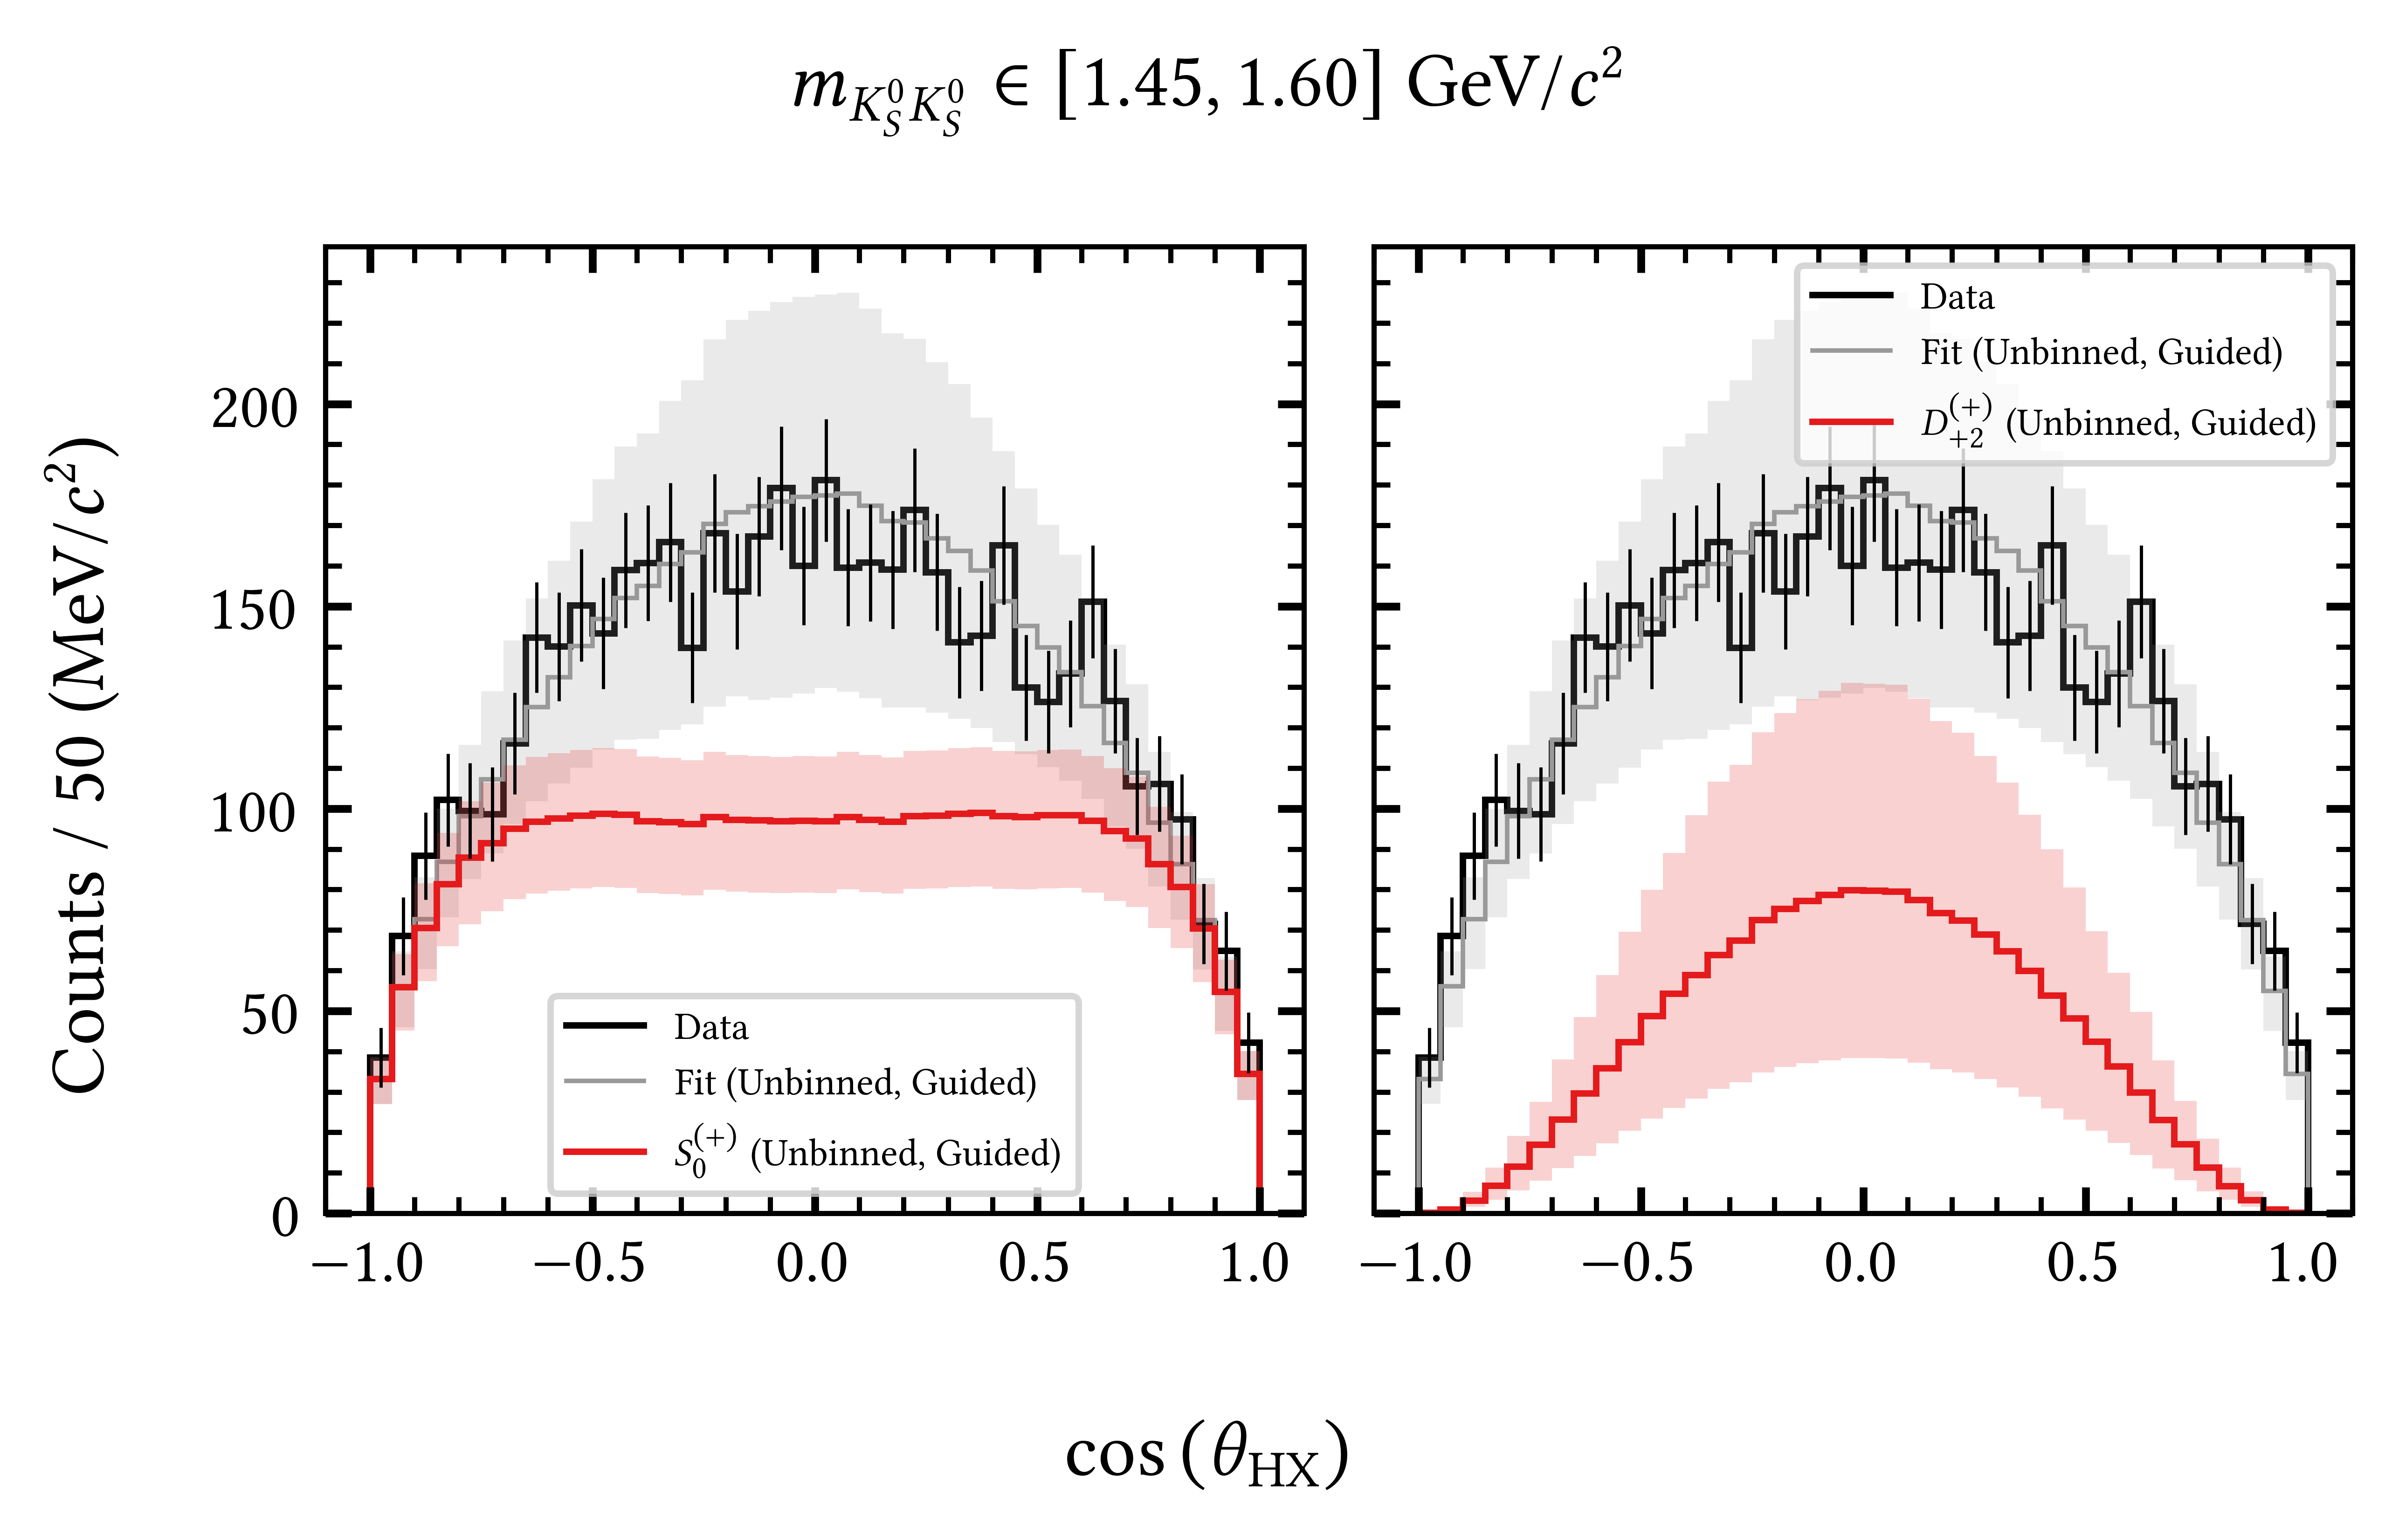 m_{K_S^0 K_S^0} ∈ [1.45, 1.60] GeV/c²
Counts / 50 (MeV/c²)
200
150
100
50
0
Data
Fit (Unbinned, Guided)
S_0^{(+)} (Unbinned, Guided)
−1.0 −0.5 0.0 0.5 1.0
Data
Fit (Unbinned, Guided)
D_{+2}^{(+)} (Unbinned, Guided)
−1.0 −0.5 0.0 0.5 1.0
cos (θ_{HX})